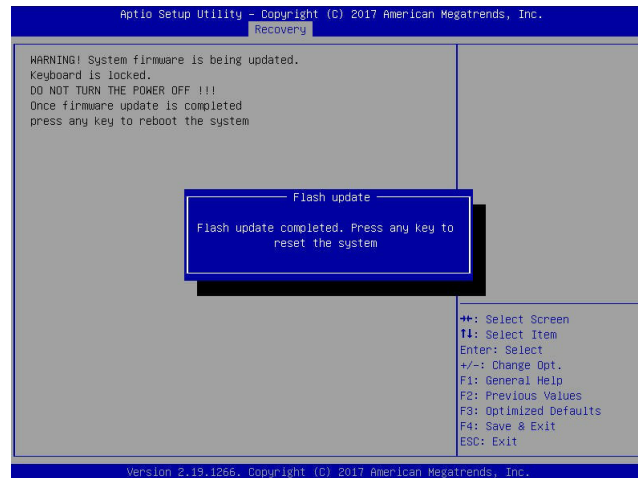 Aptio Setup Utility – Copyright (C) 2017 American Megatrends, Inc.
Recovery
WARNING! System firmware is being updated.
Keyboard is locked.
DO NOT TURN THE POWER OFF !!!
Once firmware update is completed
press any key to reboot the system
Flash update
Flash update completed. Press any key to
reset the system
→←: Select Screen
↑↓: Select Item
Enter: Select
+/-: Change Opt.
F1: General Help
F2: Previous Values
F3: Optimized Defaults
F4: Save & Exit
ESC: Exit
Version 2.19.1266. Copyright (C) 2017 American Megatrends, Inc.